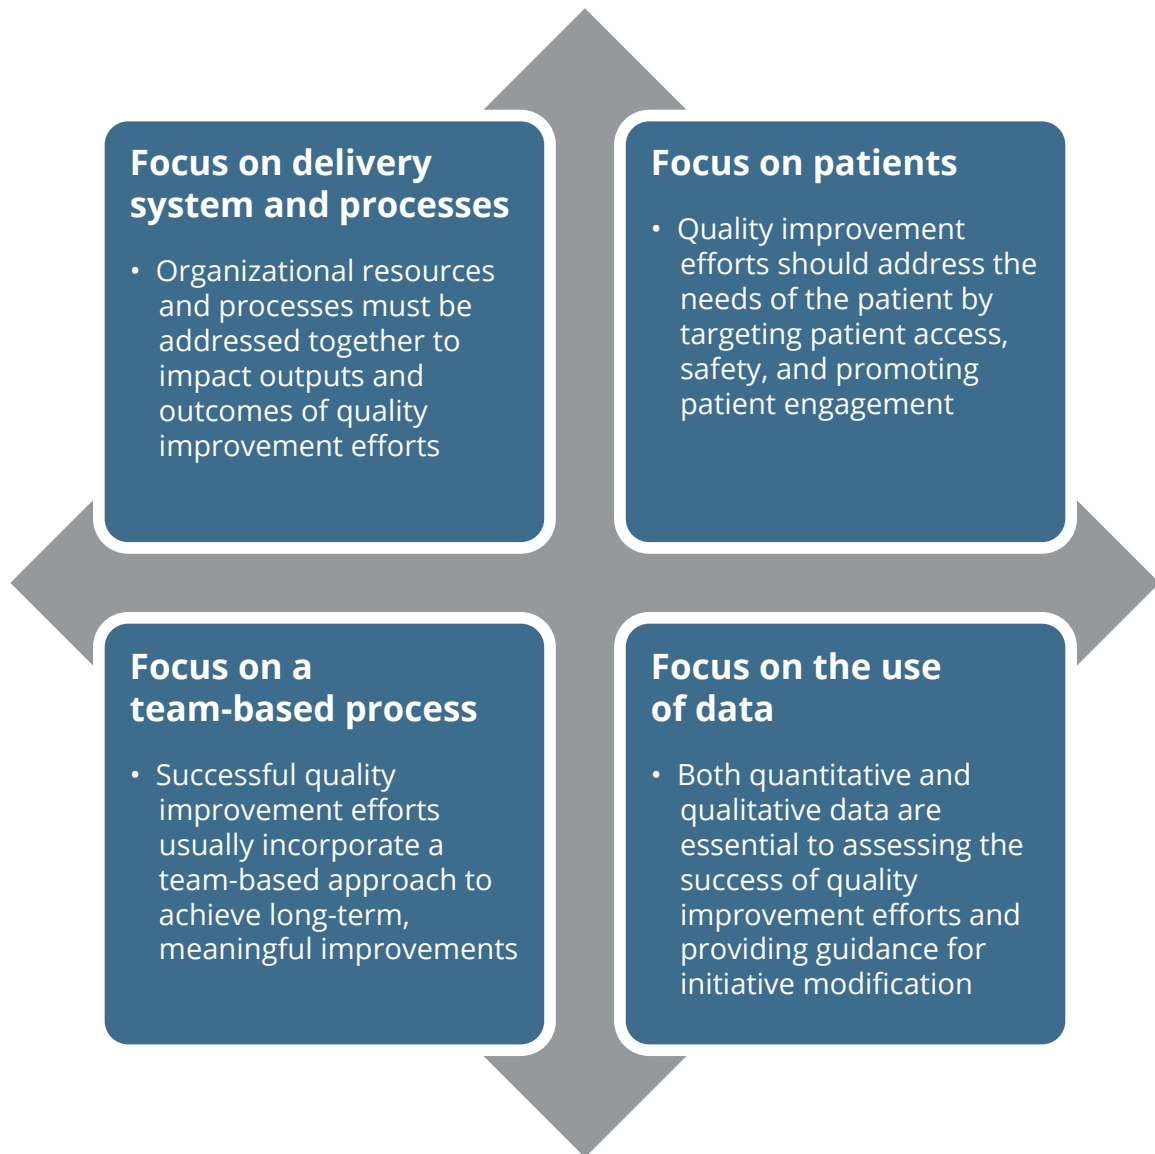 Focus on delivery
system and processes
• Organizational resources
and processes must be
addressed together to
impact outputs and
outcomes of quality
improvement efforts
Focus on patients
• Quality improvement
efforts should address the
needs of the patient by
targeting patient access,
safety, and promoting
patient engagement
Focus on a
team-based process
• Successful quality
improvement efforts
usually incorporate a
team-based approach to
achieve long-term,
meaningful improvements
Focus on the use
of data
• Both quantitative and
qualitative data are
essential to assessing the
success of quality
improvement efforts and
providing guidance for
initiative modification